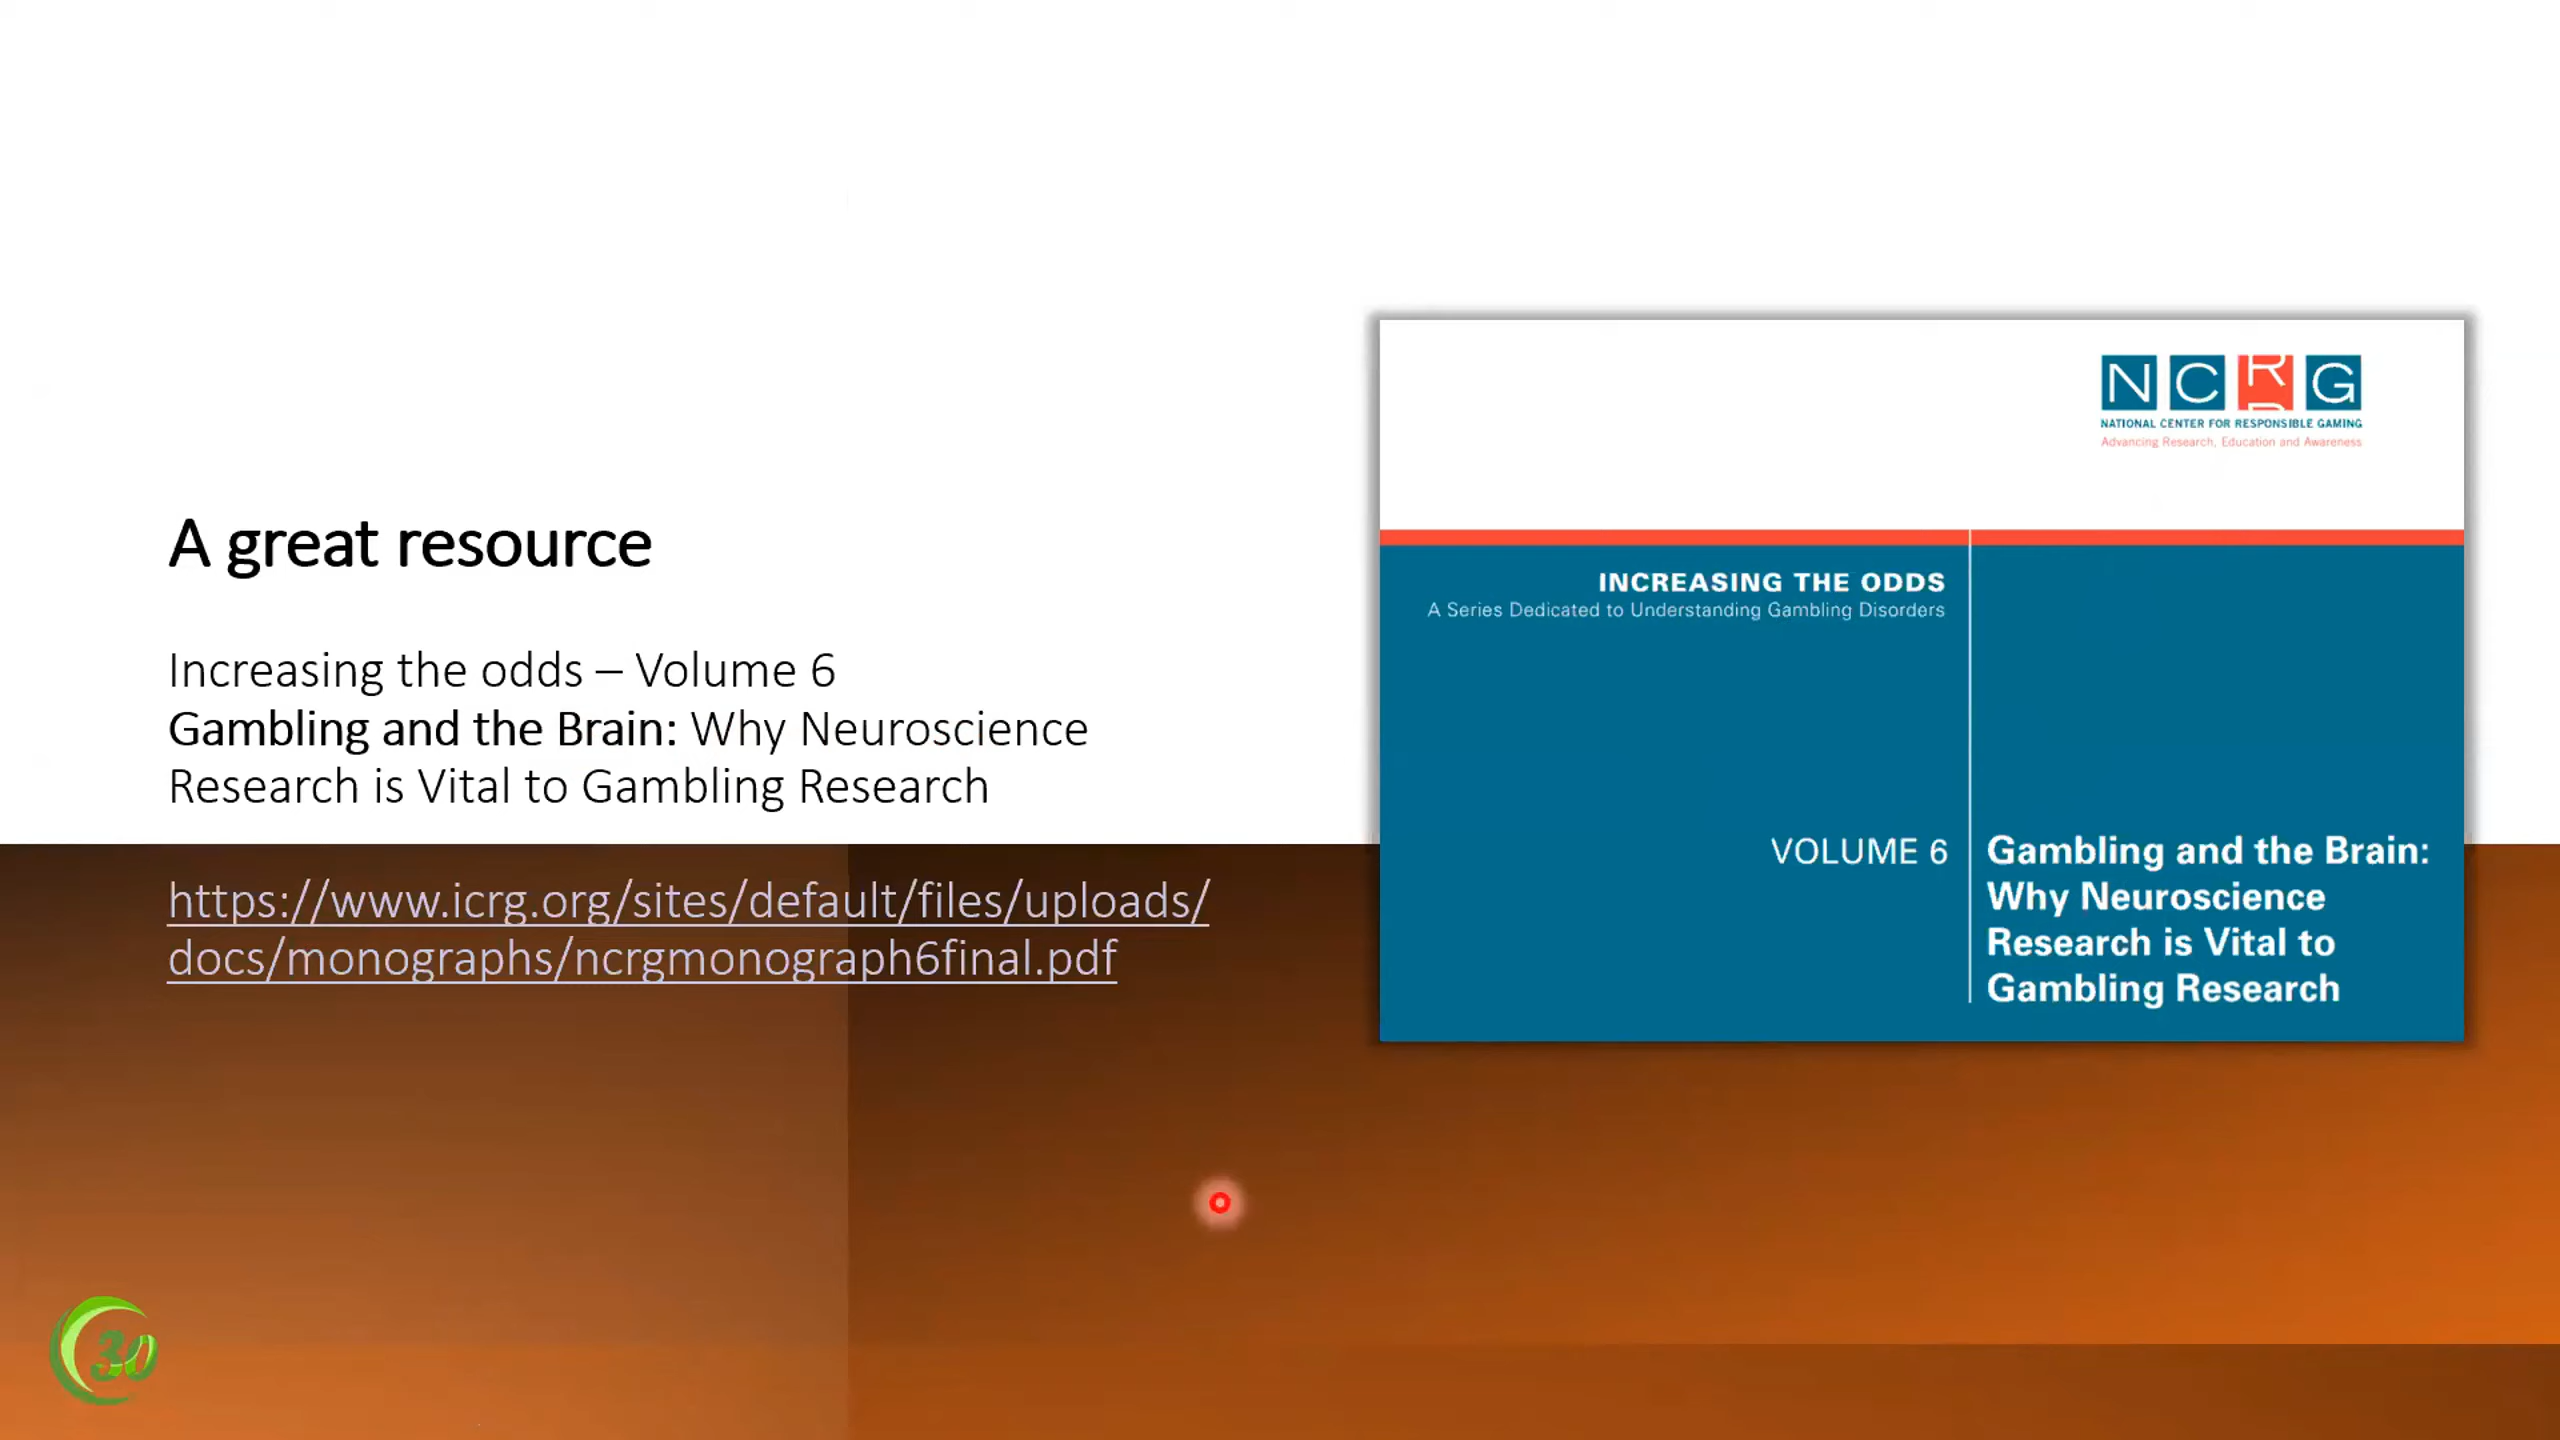 A great resource
Increasing the odds – Volume 6
Gambling and the Brain: Why Neuroscience
Research is Vital to Gambling Research
https://www.icrg.org/sites/default/files/uploads/
docs/monographs/ncrgmonograph6final.pdf
NCRG
NATIONAL CENTER FOR RESPONSIBLE GAMING
Advancing Research, Education and Awareness
INCREASING THE ODDS
A Series Dedicated to Understanding Gambling Disorders
VOLUME 6
Gambling and the Brain:
Why Neuroscience
Research is Vital to
Gambling Research
30